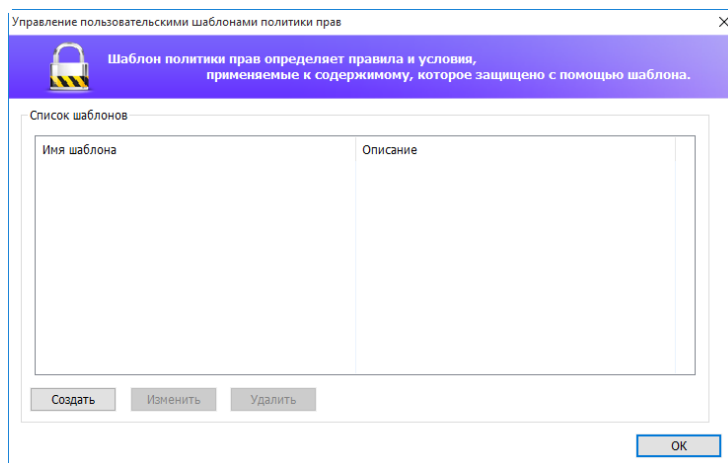 Управление пользовательскими шаблонами политики прав
Шаблон политики прав определяет правила и условия,
применяемые к содержимому, которое защищено с помощью шаблона.
Список шаблонов
Имя шаблона Описание
Создать Изменить Удалить
OK